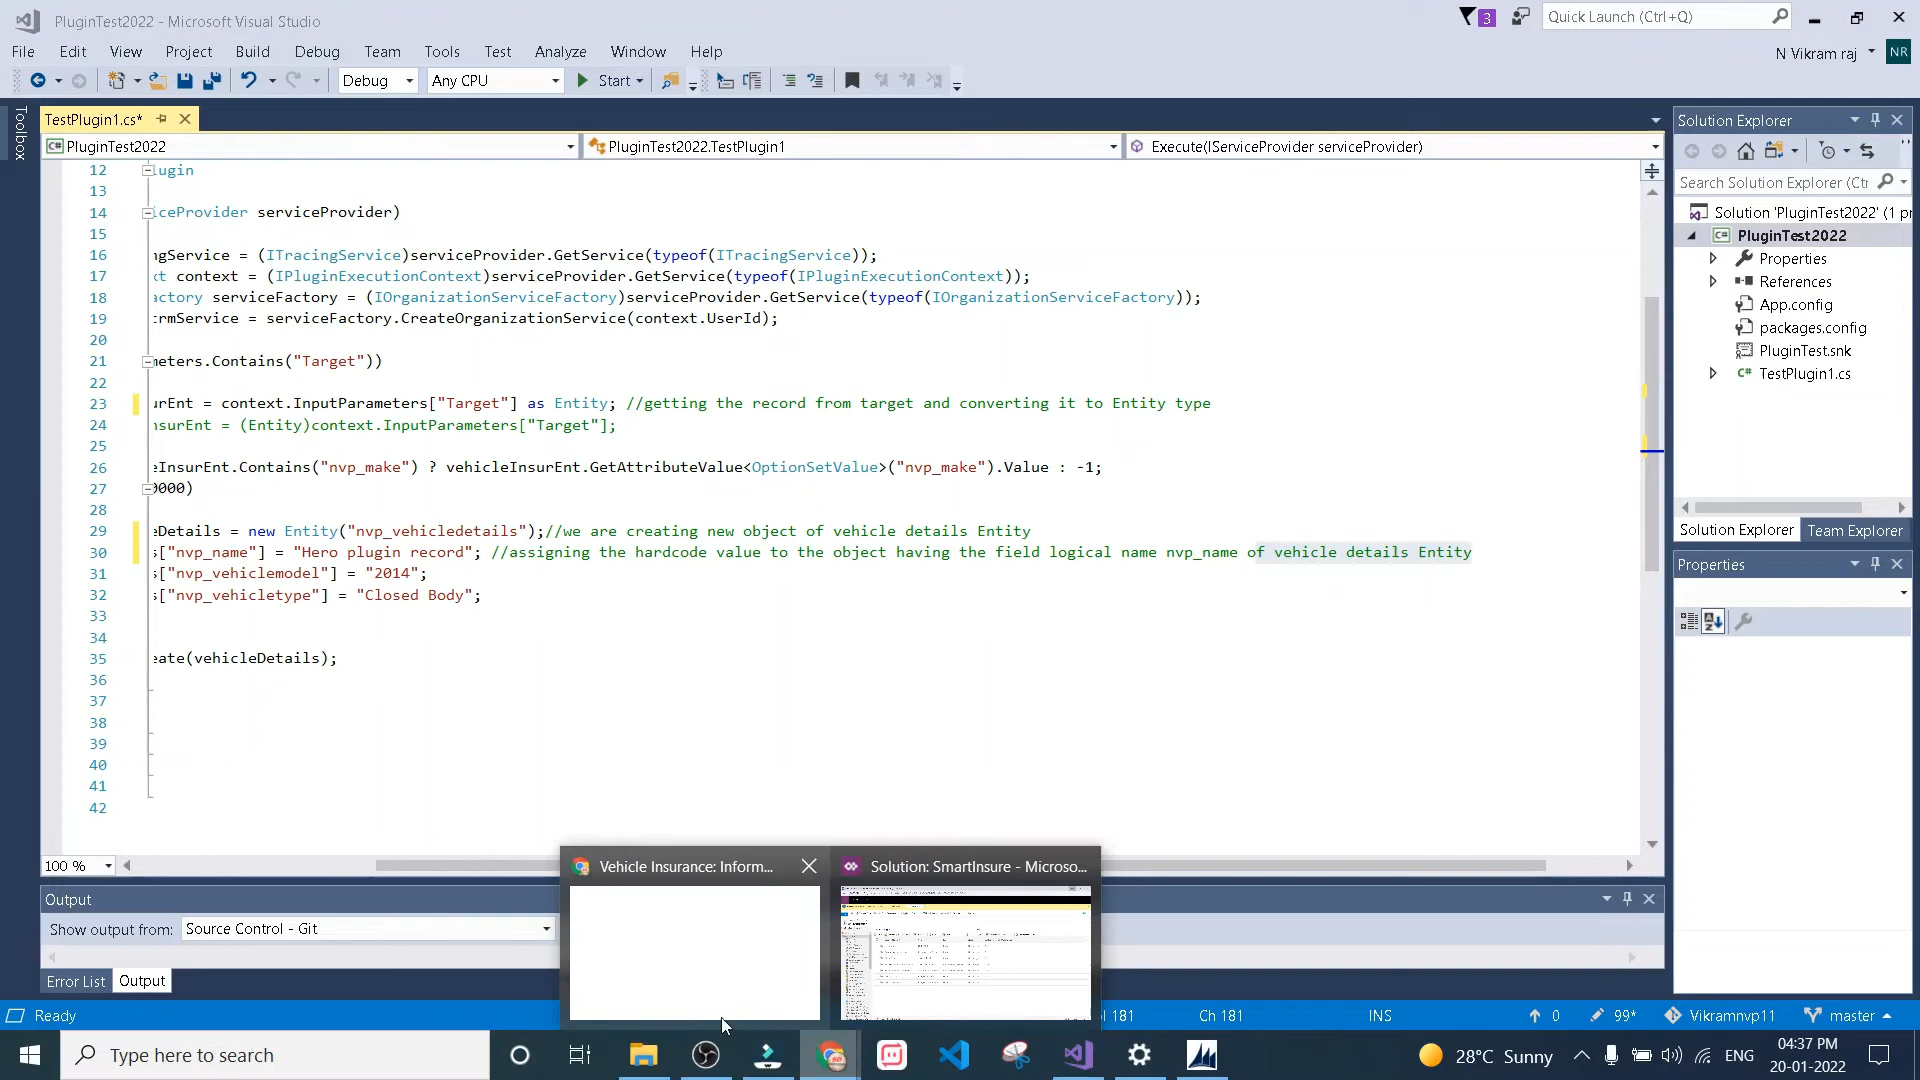 PluginTest2022 - Microsoft Visual Studio
3
Quick Launch (Ctrl+Q)
File Edit View Project Build Debug Team Tools Test Analyze Window Help
N Vikram raj
NR
Debug
Any CPU
Start
Toolbox
TestPlugin1.cs*
PluginTest2022
PluginTest2022.TestPlugin1
Execute(IServiceProvider serviceProvider)
12 lugin
13
14 iceProvider serviceProvider)
15
16 ngService = (ITracingService)serviceProvider.GetService(typeof(ITracingService));
17 xt context = (IPluginExecutionContext)serviceProvider.GetService(typeof(IPluginExecutionContext));
18 actory serviceFactory = (IOrganizationServiceFactory)serviceProvider.GetService(typeof(IOrganizationServiceFactory));
19 crmService = serviceFactory.CreateOrganizationService(context.UserId);
20
21 meters.Contains("Target"))
22
23 urEnt = context.InputParameters["Target"] as Entity; //getting the record from target and converting it to Entity type
24 nsurEnt = (Entity)context.InputParameters["Target"];
25
26 eInsurEnt.Contains("nvp_make") ? vehicleInsurEnt.GetAttributeValue<OptionSetValue>("nvp_make").Value : -1;
27 0000)
28
29 eDetails = new Entity("nvp_vehicledetails");//we are creating new object of vehicle details Entity
30 s["nvp_name"] = "Hero plugin record"; //assigning the hardcode value to the object having the field logical name nvp_name of vehicle details Entity
31 s["nvp_vehiclemodel"] = "2014";
32 s["nvp_vehicletype"] = "Closed Body";
33
34
35 eate(vehicleDetails);
36
37
38
39
40
41
42
100 %
Solution Explorer
Search Solution Explorer (Ctr
Solution 'PluginTest2022' (1 pr
PluginTest2022
Properties
References
App.config
packages.config
PluginTest.snk
TestPlugin1.cs
Solution Explorer
Team Explorer
Properties
Output
Show output from:
Source Control - Git
Error List
Output
Vehicle Insurance: Inform...
Solution: SmartInsure - Microso...
Ready
181
Ch 181
INS
0
99*
Vikramnvp11
master
Type here to search
28°C Sunny
ENG
04:37 PM
20-01-2022